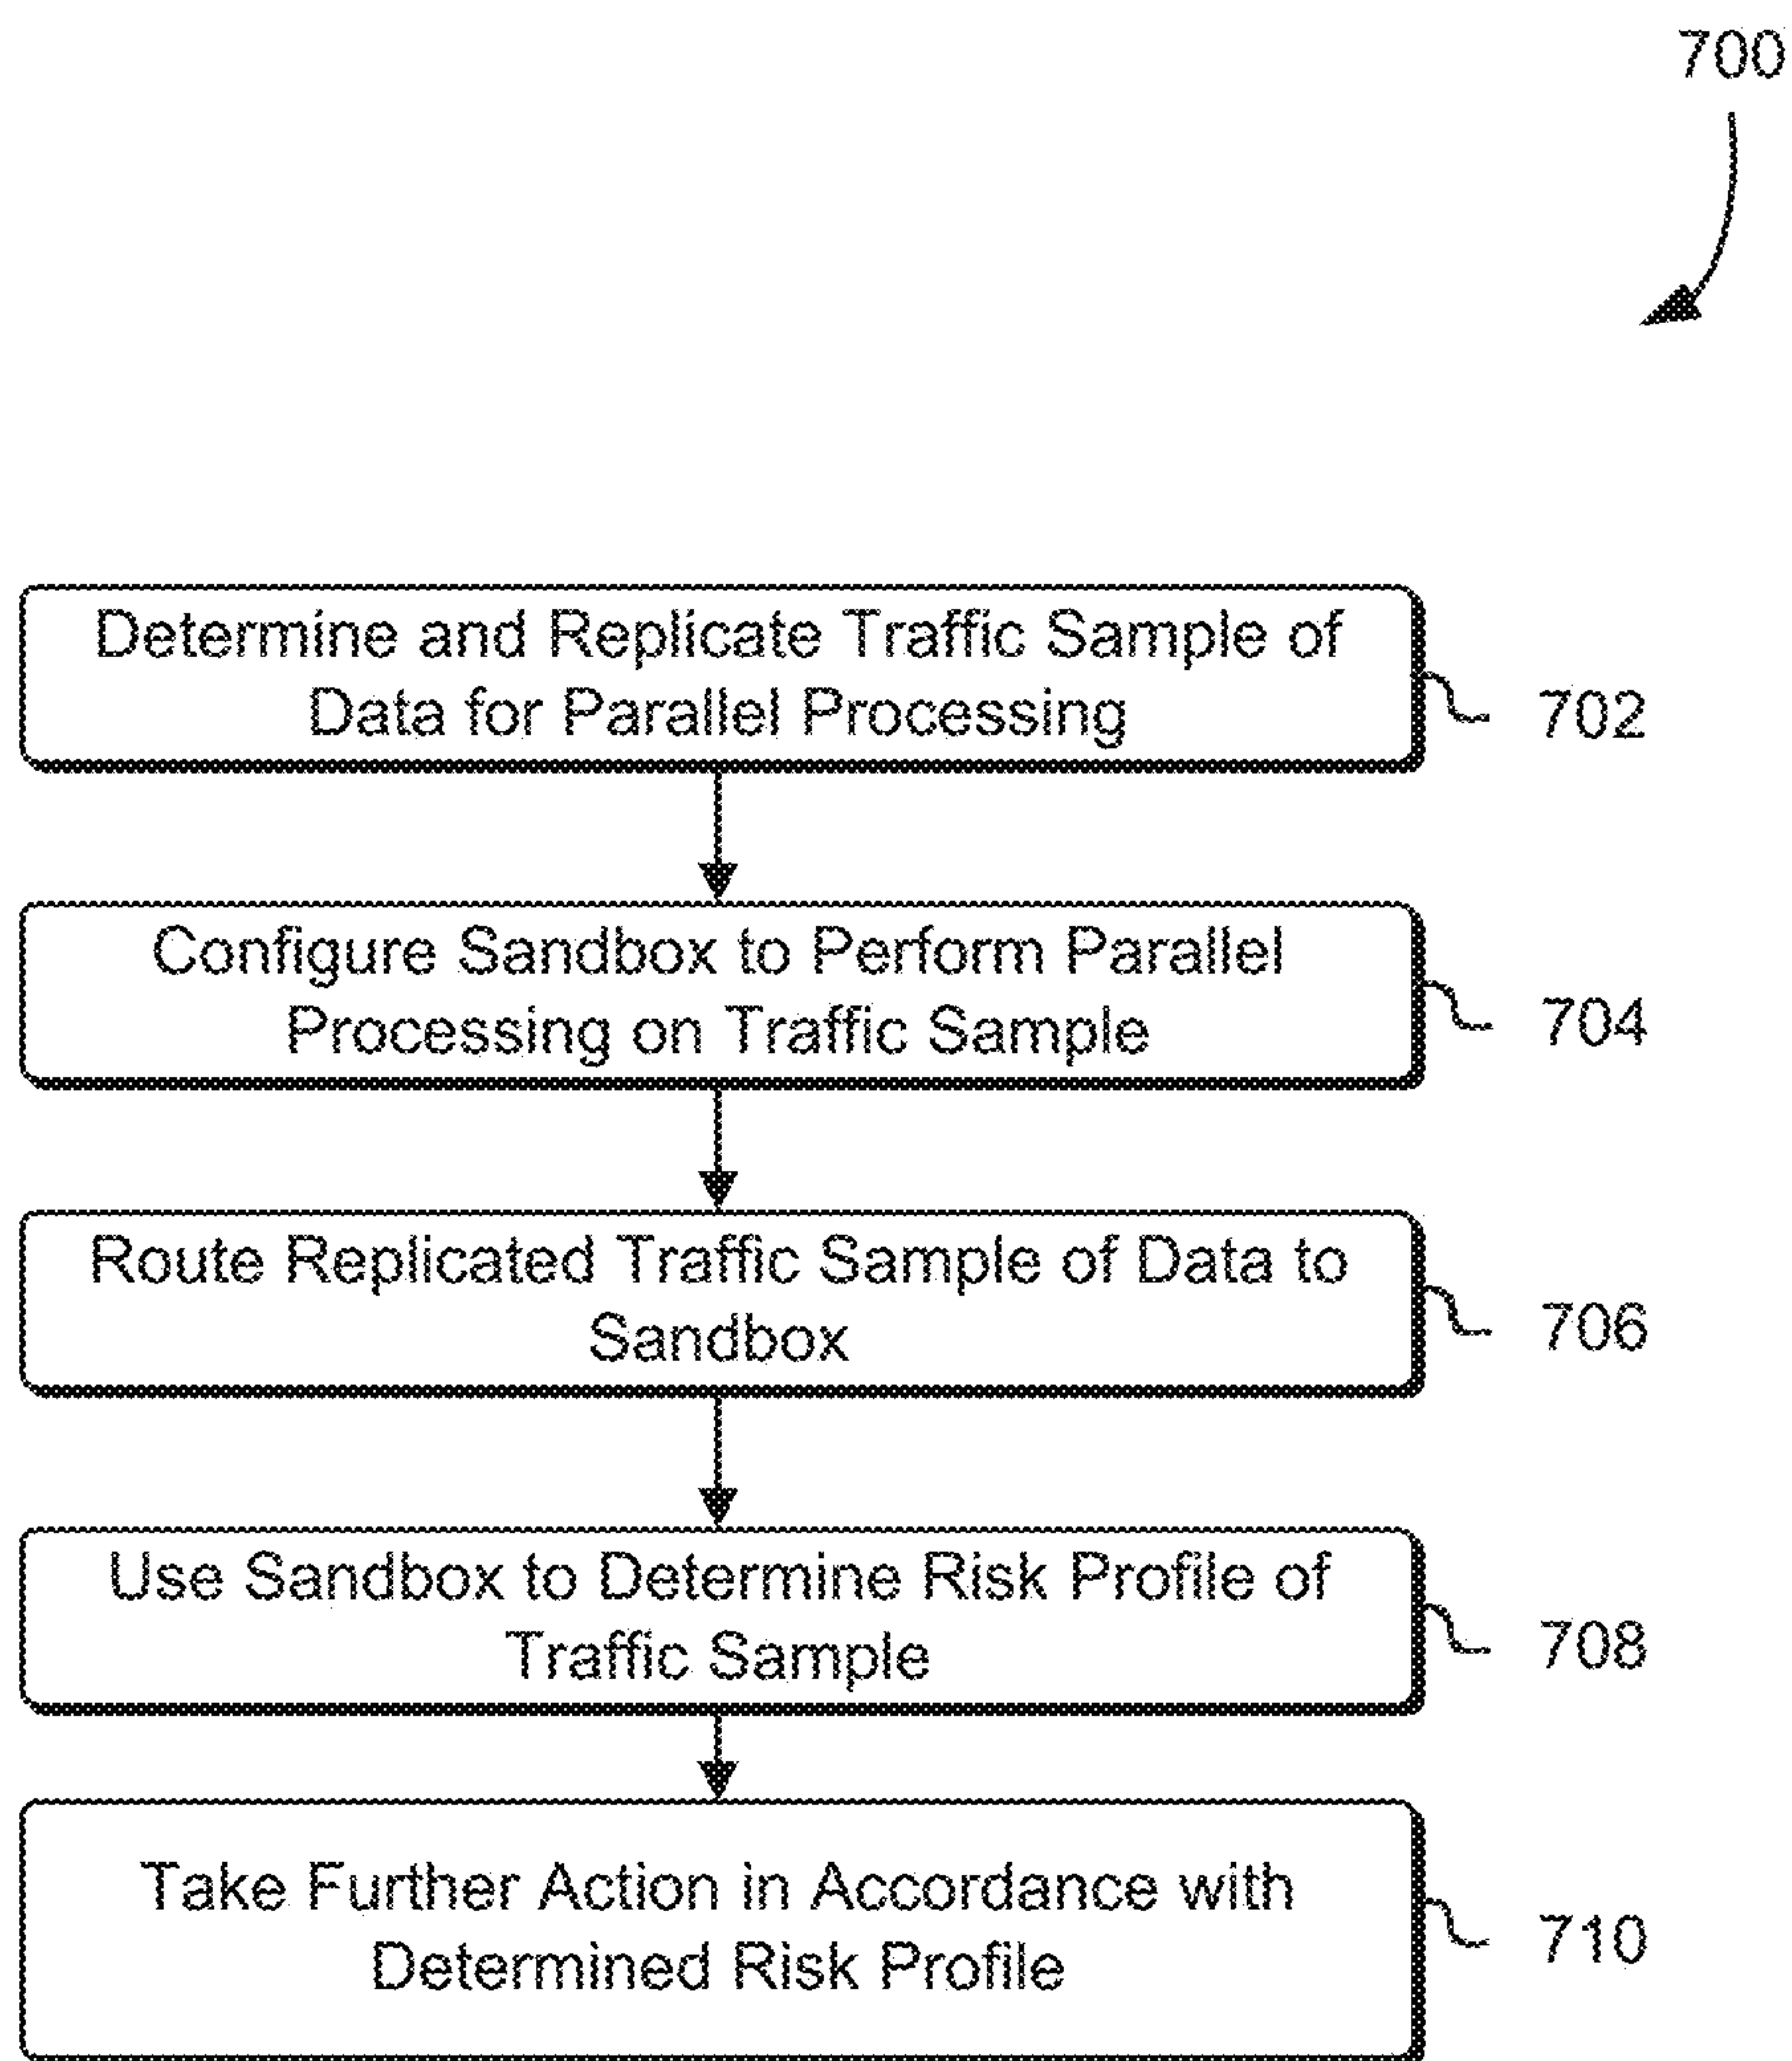 700
Determine and Replicate Traffic Sample of
Data for Parallel Processing
702
Configure Sandbox to Perform Parallel
Processing on Traffic Sample
704
Route Replicated Traffic Sample of Data to
Sandbox
706
Use Sandbox to Determine Risk Profile of
Traffic Sample
708
Take Further Action in Accordance with
Determined Risk Profile
710